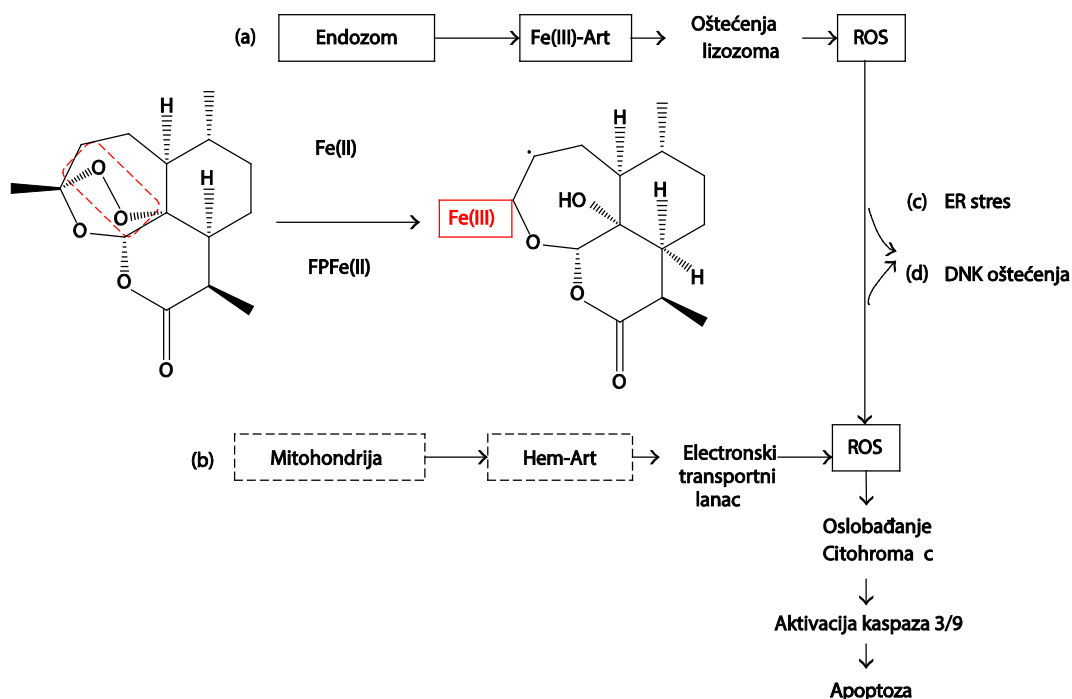 (a) Endozom Fe(III)-Art Oštećenja lizozoma ROS
H
H
O
O
O
O
O
Fe(II)
FPFe(II)
H
H
HO
Fe(III)
H
O
O
O
(c) ER stres
(d) DNK oštećenja
(b) Mitohondrija Hem-Art Electronski transportni lanac ROS
Oslobađanje
Citohroma c
Aktivacija kaspaza 3/9
Apoptoza